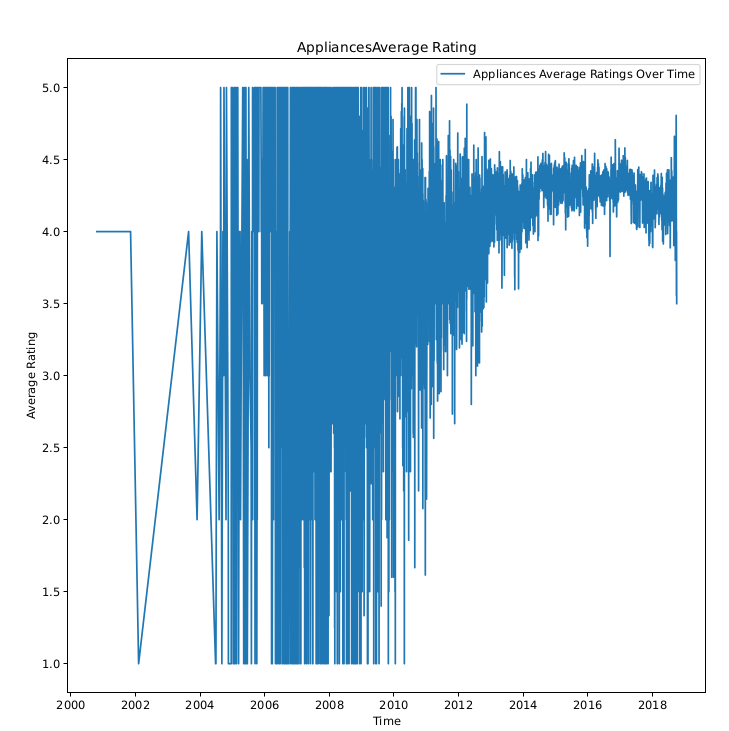 AppliancesAverage Rating
Appliances Average Ratings Over Time
5.0
4.5
4.0
3.5
3.0
2.5
2.0
1.5
1.0
Average Rating
2000 2002 2004 2006 2008 2010 2012 2014 2016 2018
Time